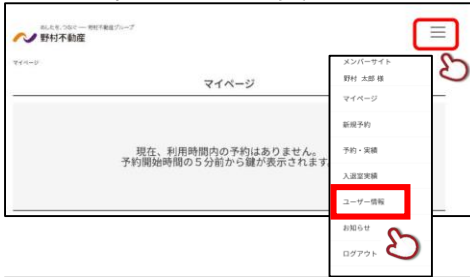 あしたを、つなぐ ― 野村不動産グループ
野村不動産
マイページ
マイページ
現在、利用時間内の予約はありません。
予約開始時間の５分前から鍵が表示されます
メンバーサイト
野村 太郎 様
マイページ
新規予約
予約・実績
入退室実績
ユーザー情報
お知らせ
ログアウト